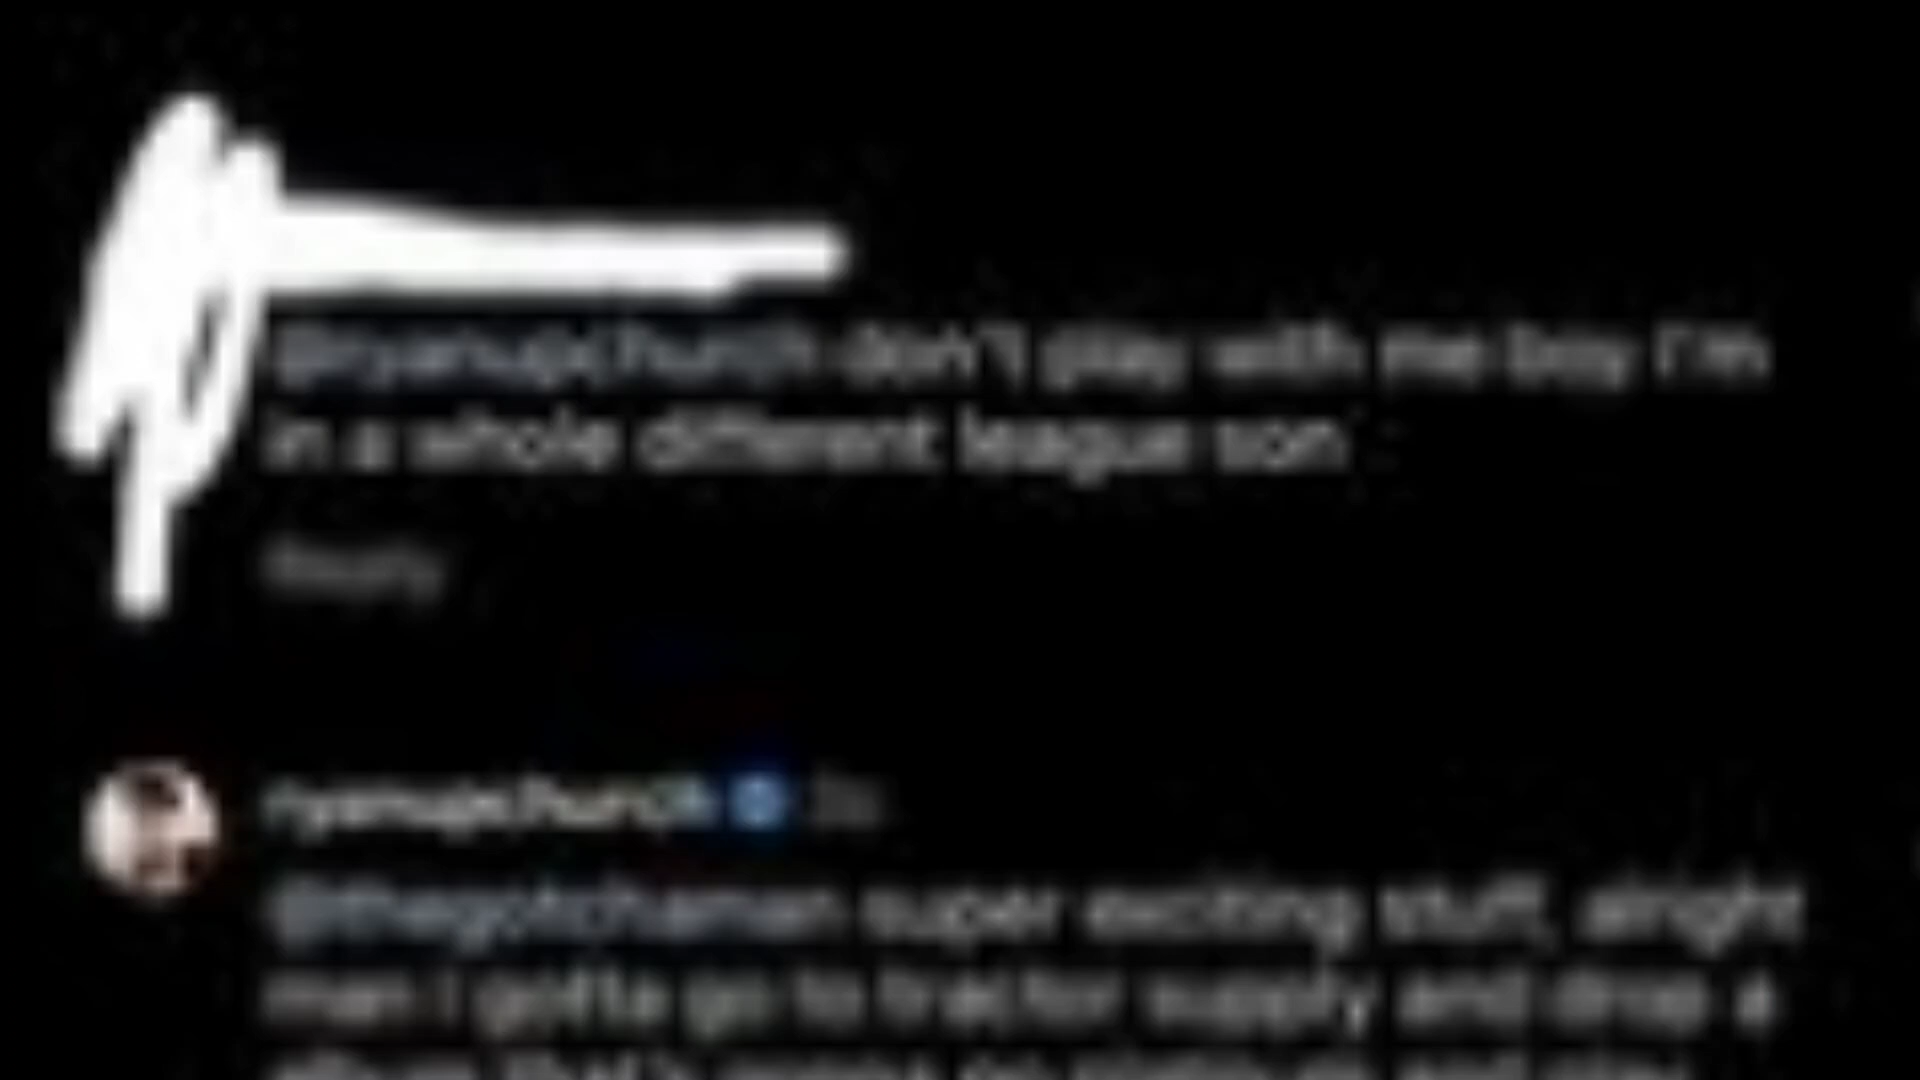 @ryanupchurch don't play with me boy I'm
in a whole different league son
Reply
ryanupchurch
@thegotchaman super exciting stuff, alright
man I gotta go to tractor supply and drop a